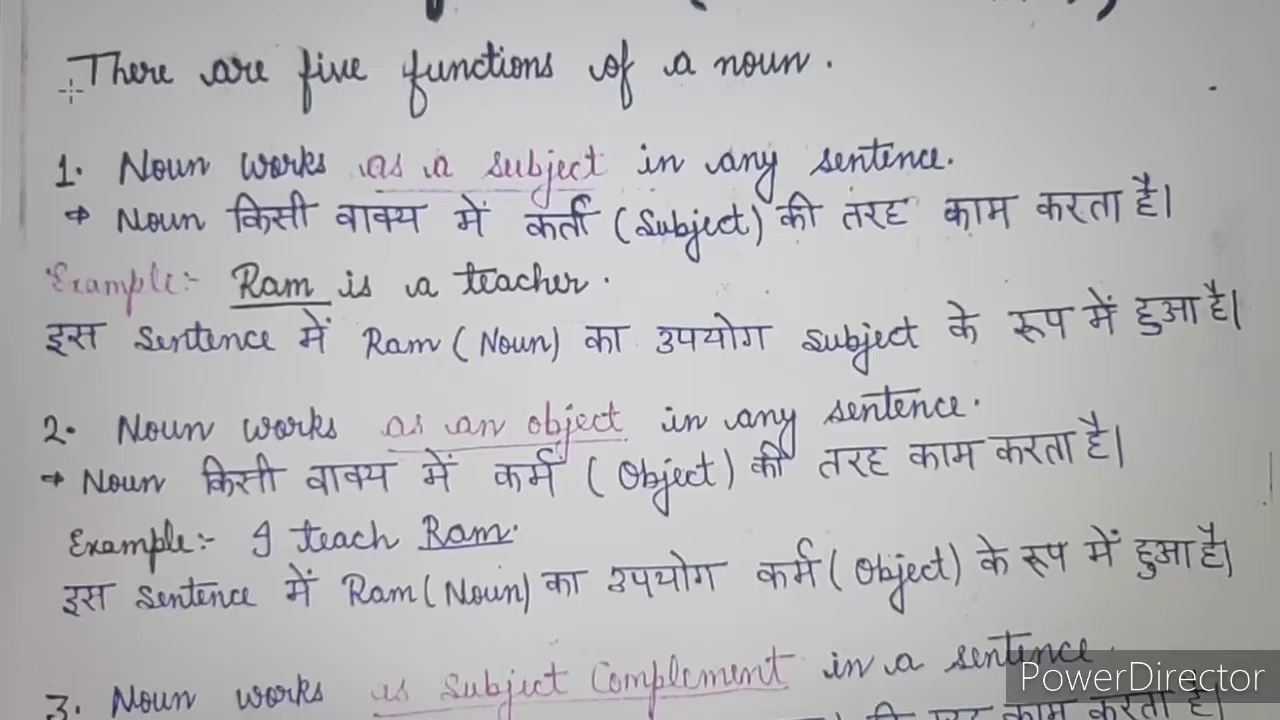 There are five functions of a noun.
1. Noun works as a subject in any sentence.
→ Noun किसी वाक्य में कर्ता (Subject) की तरह काम करता है।
Example:- Ram is a teacher.
इस sentence में Ram (Noun) का उपयोग subject के रूप में हुआ है।
2. Noun works as an object in any sentence.
→ Noun किसी वाक्य में कर्म (Object) की तरह काम करता है।
Example:- I teach Ram.
इस sentence में Ram (Noun) का उपयोग कर्म (Object) के रूप में हुआ है।
3. Noun works as Subject Complement in a sentence.
की तरह काम करता है।
PowerDirector